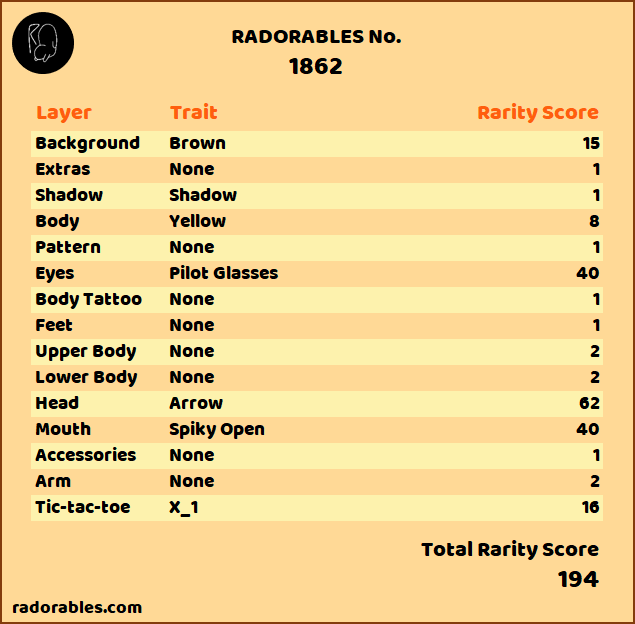 RADORABLES No.
1862
Layer Trait Rarity Score
Background Brown 15
Extras None 1
Shadow Shadow 1
Body Yellow 8
Pattern None 1
Eyes Pilot Glasses 40
Body Tattoo None 1
Feet None 1
Upper Body None 2
Lower Body None 2
Head Arrow 62
Mouth Spiky Open 40
Accessories None 1
Arm None 2
Tic-tac-toe X_1 16
Total Rarity Score
194
radorables.com